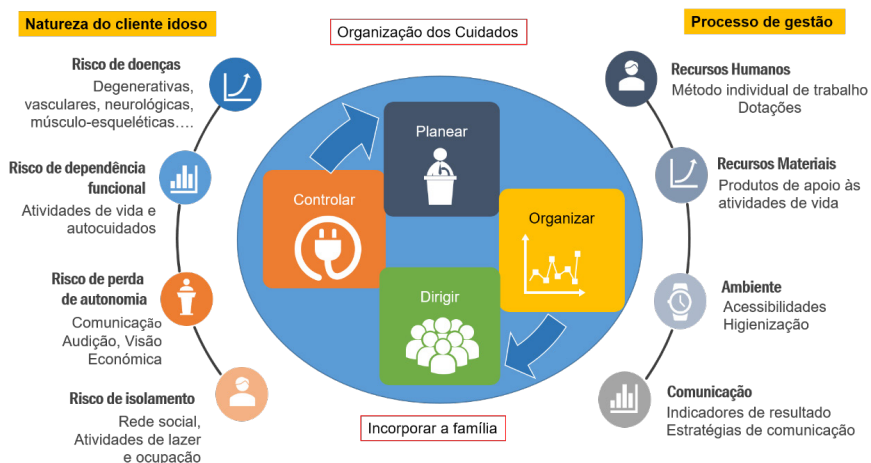 Natureza do cliente idoso
Risco de doenças
Degenerativas,
vasculares, neurológicas,
músculo-esqueléticas….
Risco de dependência
funcional
Atividades de vida e
autocuidados
Risco de perda
de autonomia
Comunicação
Audição, Visão
Económica
Risco de isolamento
Rede social,
Atividades de lazer
e ocupação
Organização dos Cuidados
Planear
Controlar
Organizar
Dirigir
Incorporar a família
Processo de gestão
Recursos Humanos
Método individual de trabalho
Dotações
Recursos Materiais
Produtos de apoio às
atividades de vida
Ambiente
Acessibilidades
Higienização
Comunicação
Indicadores de resultado
Estratégias de comunicação